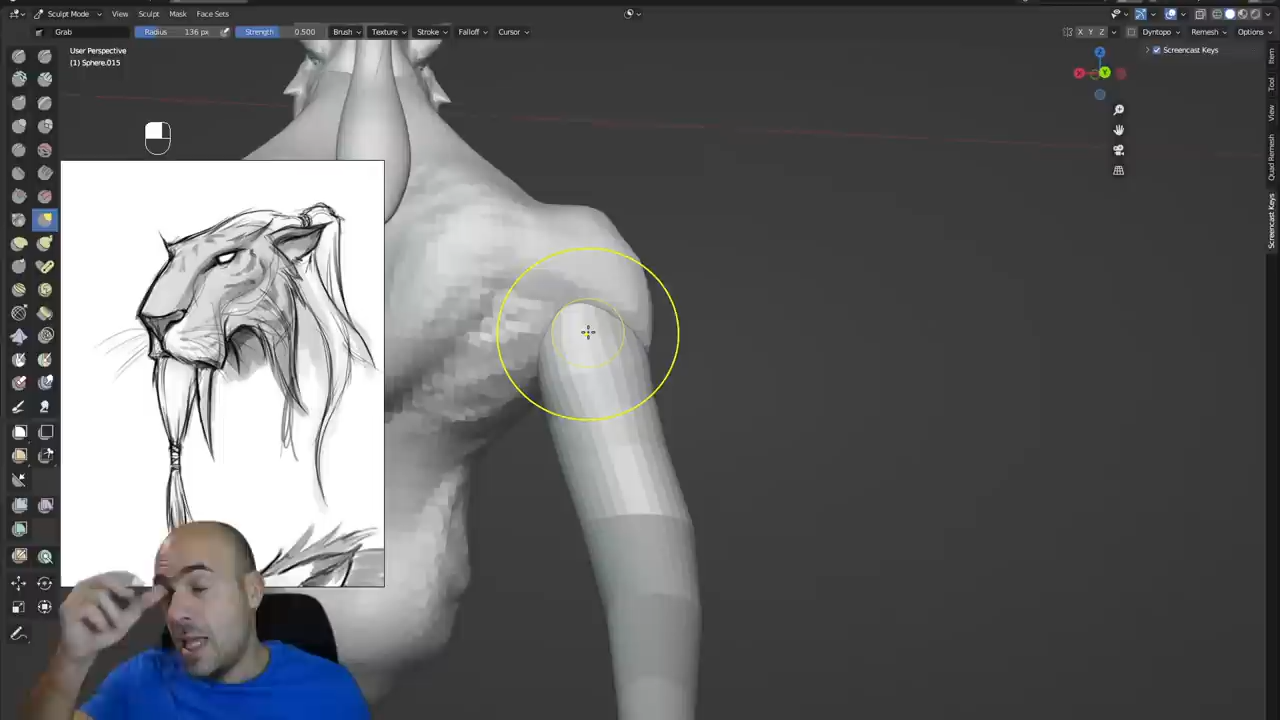 Sculpt Mode View Sculpt Mask Face Sets
Grab Radius 136 px Strength 0.500 Brush Texture Stroke Falloff Cursor X Y Z Dyntopo Remesh Options
User Perspective
(1) Sphere.015
Screencast Keys
X
Y
Z
Item
Tool
View
Quad Remesh
Screencast Keys